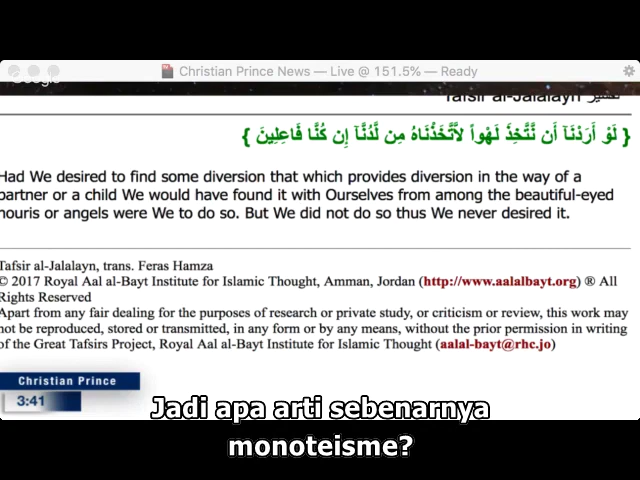 Christian Prince News — Live @ 151.5% — Ready
Tafsir al-Jalalayn تفسير
{ لَوْ أَرَدْنَآ أَن نَّتَّخِذَ لَهْواً لاَّتَّخَذْنَاهُ مِن لَّدُنَّآ إِن كُنَّا فَاعِلِينَ }
Had We desired to find some diversion that which provides diversion in the way of a
partner or a child We would have found it with Ourselves from among the beautiful-eyed
houris or angels were We to do so. But We did not do so thus We never desired it.
Tafsir al-Jalalayn, trans. Feras Hamza
© 2017 Royal Aal al-Bayt Institute for Islamic Thought, Amman, Jordan (http://www.aalalbayt.org) ® All
Rights Reserved
Apart from any fair dealing for the purposes of research or private study, or criticism or review, this work may
not be reproduced, stored or transmitted, in any form or by any means, without the prior permission in writing
of the Great Tafsirs Project, Royal Aal al-Bayt Institute for Islamic Thought (aalal-bayt@rhc.jo)
Christian Prince
3:41
Jadi apa arti sebenarnya
monoteisme?